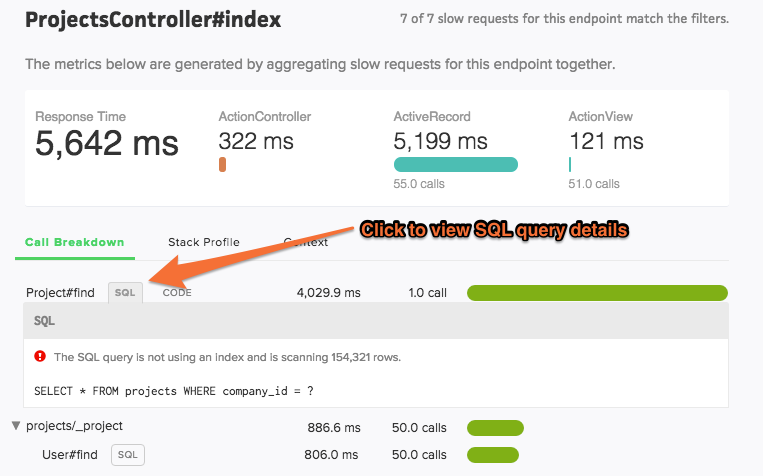 ProjectsController#index
7 of 7 slow requests for this endpoint match the filters.
The metrics below are generated by aggregating slow requests for this endpoint together.
Response Time
5,642 ms
ActionController
322 ms
ActiveRecord
5,199 ms
55.0 calls
ActionView
121 ms
51.0 calls
Click to view SQL query details
Call Breakdown Stack Profile Context
Project#find SQL CODE 4,029.9 ms 1.0 call
SQL
The SQL query is not using an index and is scanning 154,321 rows.
SELECT * FROM projects WHERE company_id = ?
projects/_project 886.6 ms 50.0 calls
User#find SQL 806.0 ms 50.0 calls